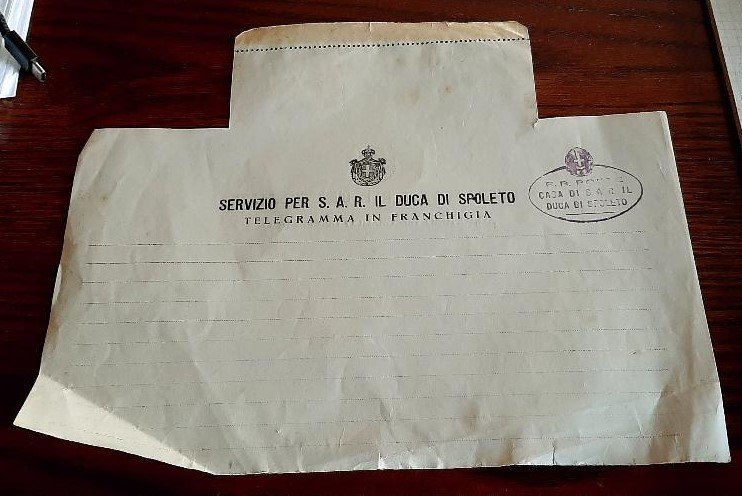 SERVIZIO PER S. A. R. IL DUCA DI SPOLETO
TELEGRAMMA IN FRANCHIGIA
CASA DI S. A. R. IL
DUCA DI SPOLETO